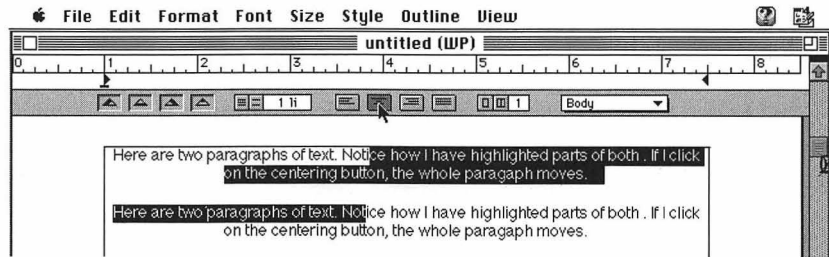 File Edit Format Font Size Style Outline View
untitled (WP)
0 1 2 3 4 5 6 7 8
1 li 1 Body
Here are two paragraphs of text. Notice how I have highlighted parts of both . If I click
on the centering button, the whole paragaph moves.
Here are two paragraphs of text. Notice how I have highlighted parts of both . If I click
on the centering button, the whole paragaph moves.